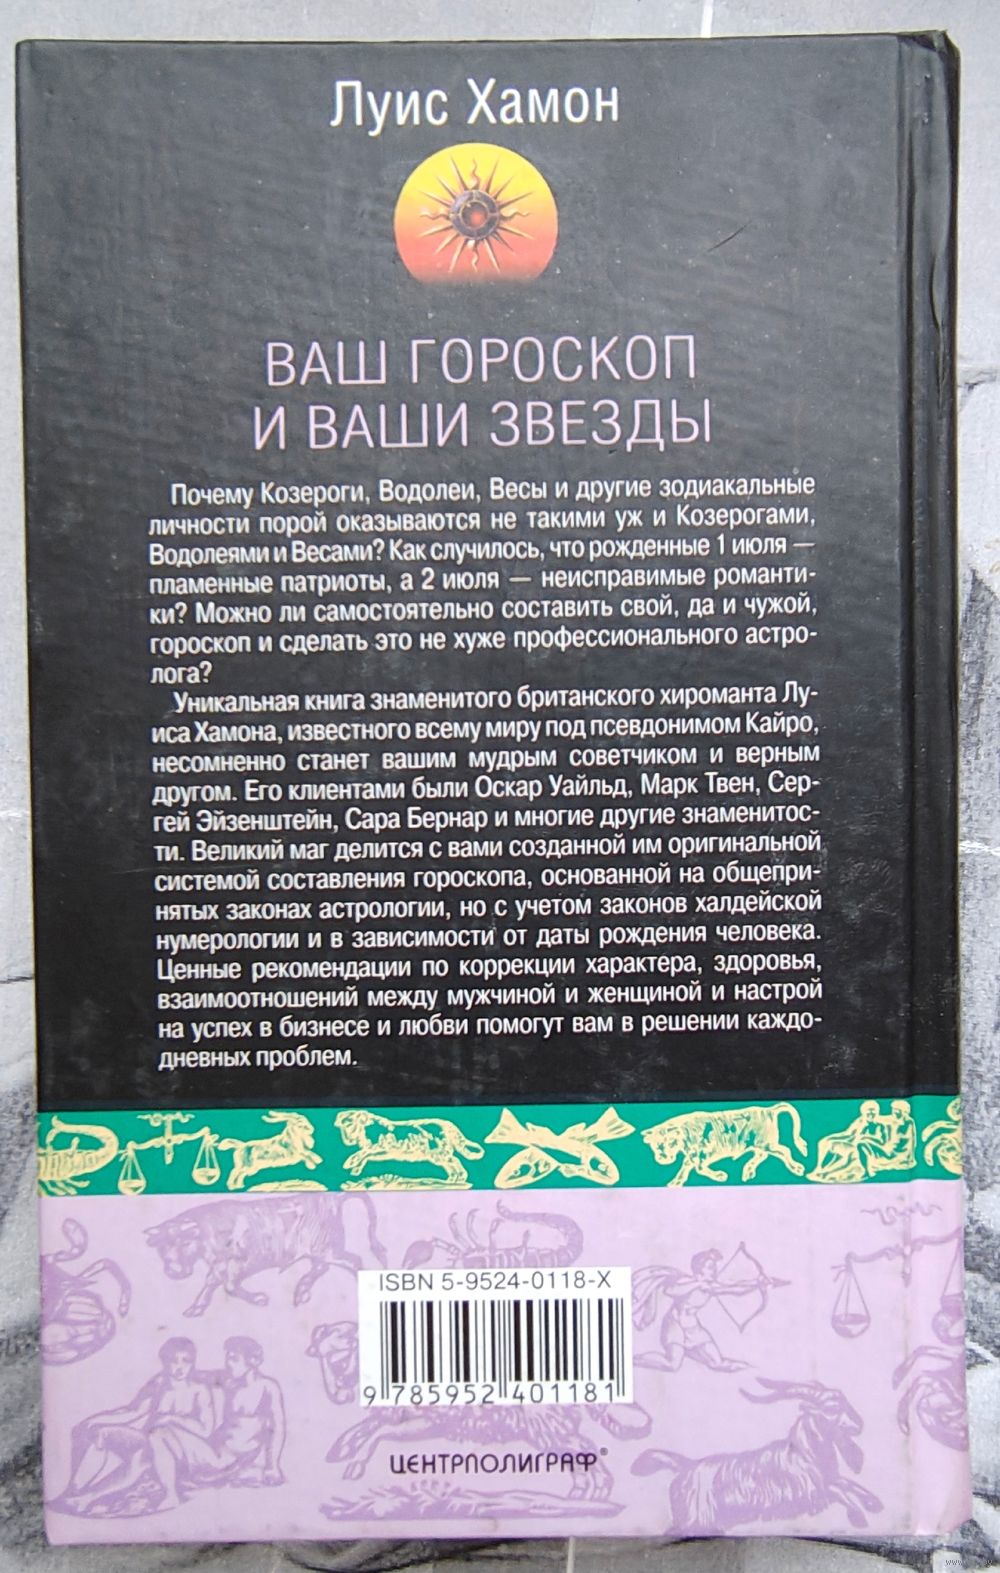 Луис Хамон
ВАШ ГОРОСКОП
И ВАШИ ЗВЕЗДЫ
Почему Козероги, Водолеи, Весы и другие зодиакальные
личности порой оказываются не такими уж и Козерогами,
Водолеями и Весами? Как случилось, что рожденные 1 июля —
пламенные патриоты, а 2 июля — неисправимые романти-
ки? Можно ли самостоятельно составить свой, да и чужой,
гороскоп и сделать это не хуже профессионального астро-
лога?
Уникальная книга знаменитого британского хироманта Лу-
иса Хамона, известного всему миру под псевдонимом Кайро,
несомненно станет вашим мудрым советчиком и верным
другом. Его клиентами были Оскар Уайльд, Марк Твен, Сер-
гей Эйзенштейн, Сара Бернар и многие другие знаменитос-
ти. Великий маг делится с вами созданной им оригинальной
системой составления гороскопа, основанной на общепри-
нятых законах астрологии, но с учетом законов халдейской
нумерологии и в зависимости от даты рождения человека.
Ценные рекомендации по коррекции характера, здоровья,
взаимоотношений между мужчиной и женщиной и настрой
на успех в бизнесе и любви помогут вам в решении каждо-
дневных проблем.
ISBN 5-9524-0118-X
9 785952 401181
ЦЕНТРПОЛИГРАФ®